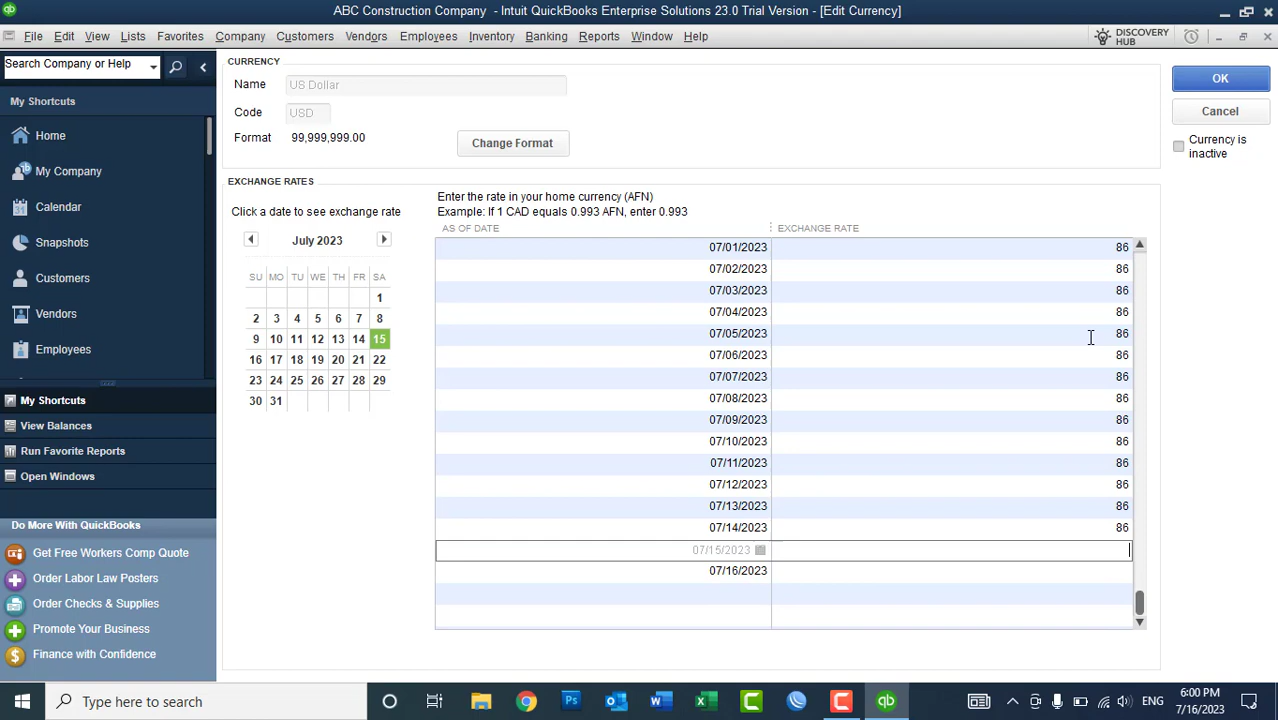 ABC Construction Company - Intuit QuickBooks Enterprise Solutions 23.0 Trial Version - [Edit Currency]
File Edit View Lists Favorites Company Customers Vendors Employees Inventory Banking Reports Window Help
DISCOVERY
HUB
Search Company or Help
My Shortcuts
Home
My Company
Calendar
Snapshots
Customers
Vendors
Employees
My Shortcuts
View Balances
Run Favorite Reports
Open Windows
Do More With QuickBooks
Get Free Workers Comp Quote
Order Labor Law Posters
Order Checks & Supplies
Promote Your Business
Finance with Confidence
CURRENCY
Name US Dollar
Code USD
Format 99,999,999.00
Change Format
OK
Cancel
Currency is
inactive
EXCHANGE RATES
Click a date to see exchange rate
July 2023
SU MO TU WE TH FR SA
1
2 3 4 5 6 7 8
9 10 11 12 13 14 15
16 17 18 19 20 21 22
23 24 25 26 27 28 29
30 31
Enter the rate in your home currency (AFN)
Example: If 1 CAD equals 0.993 AFN, enter 0.993
AS OF DATE EXCHANGE RATE
07/01/2023 86
07/02/2023 86
07/03/2023 86
07/04/2023 86
07/05/2023 86
07/06/2023 86
07/07/2023 86
07/08/2023 86
07/09/2023 86
07/10/2023 86
07/11/2023 86
07/12/2023 86
07/13/2023 86
07/14/2023 86
07/15/2023
07/16/2023
Type here to search
Ps
qb
ENG
6:00 PM
7/16/2023